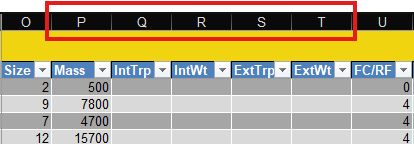 O P Q R S T U
Size Mass IntTrp IntWt ExtTrp ExtWt FC/RF
2 500 0
9 7800 4
7 4700 4
12 15700 4